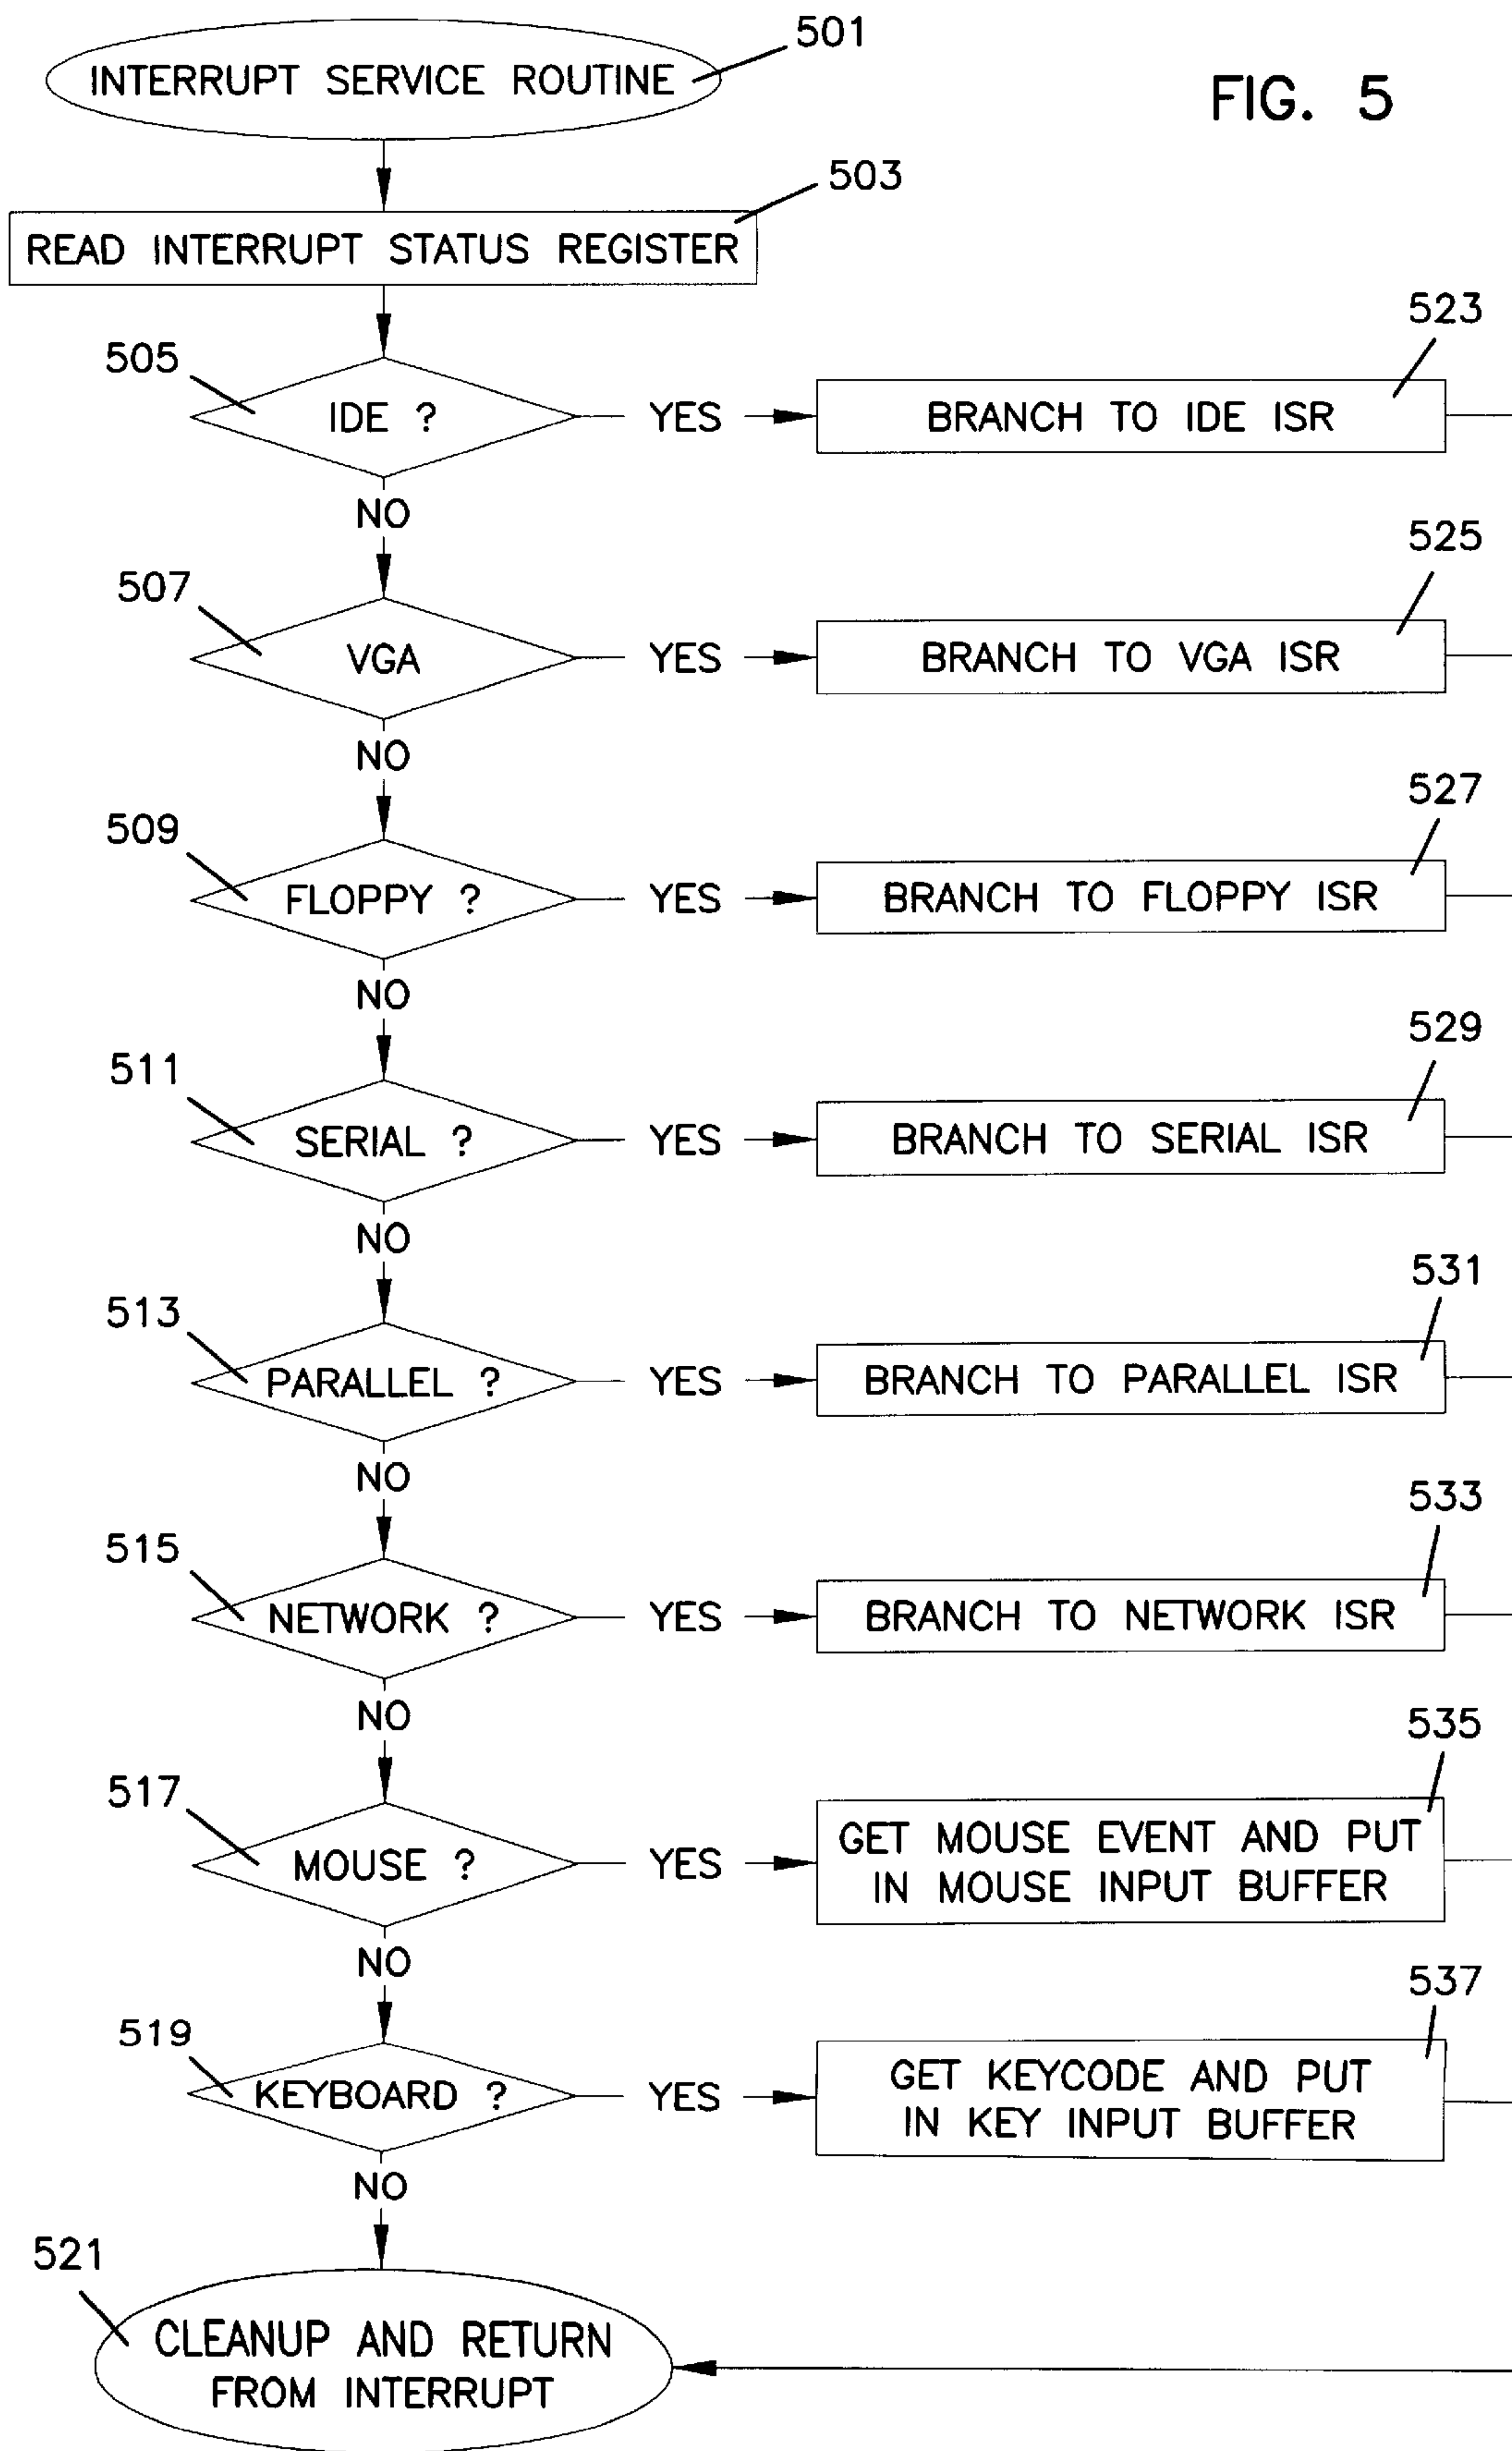 501
INTERRUPT SERVICE ROUTINE
FIG. 5
503
READ INTERRUPT STATUS REGISTER
523
505
IDE ?
YES
BRANCH TO IDE ISR
NO
525
507
VGA
YES
BRANCH TO VGA ISR
NO
527
509
FLOPPY ?
YES
BRANCH TO FLOPPY ISR
NO
529
511
SERIAL ?
YES
BRANCH TO SERIAL ISR
NO
531
513
PARALLEL ?
YES
BRANCH TO PARALLEL ISR
NO
533
515
NETWORK ?
YES
BRANCH TO NETWORK ISR
NO
535
517
MOUSE ?
YES
GET MOUSE EVENT AND PUT
IN MOUSE INPUT BUFFER
NO
537
519
KEYBOARD ?
YES
GET KEYCODE AND PUT
IN KEY INPUT BUFFER
NO
521
CLEANUP AND RETURN
FROM INTERRUPT